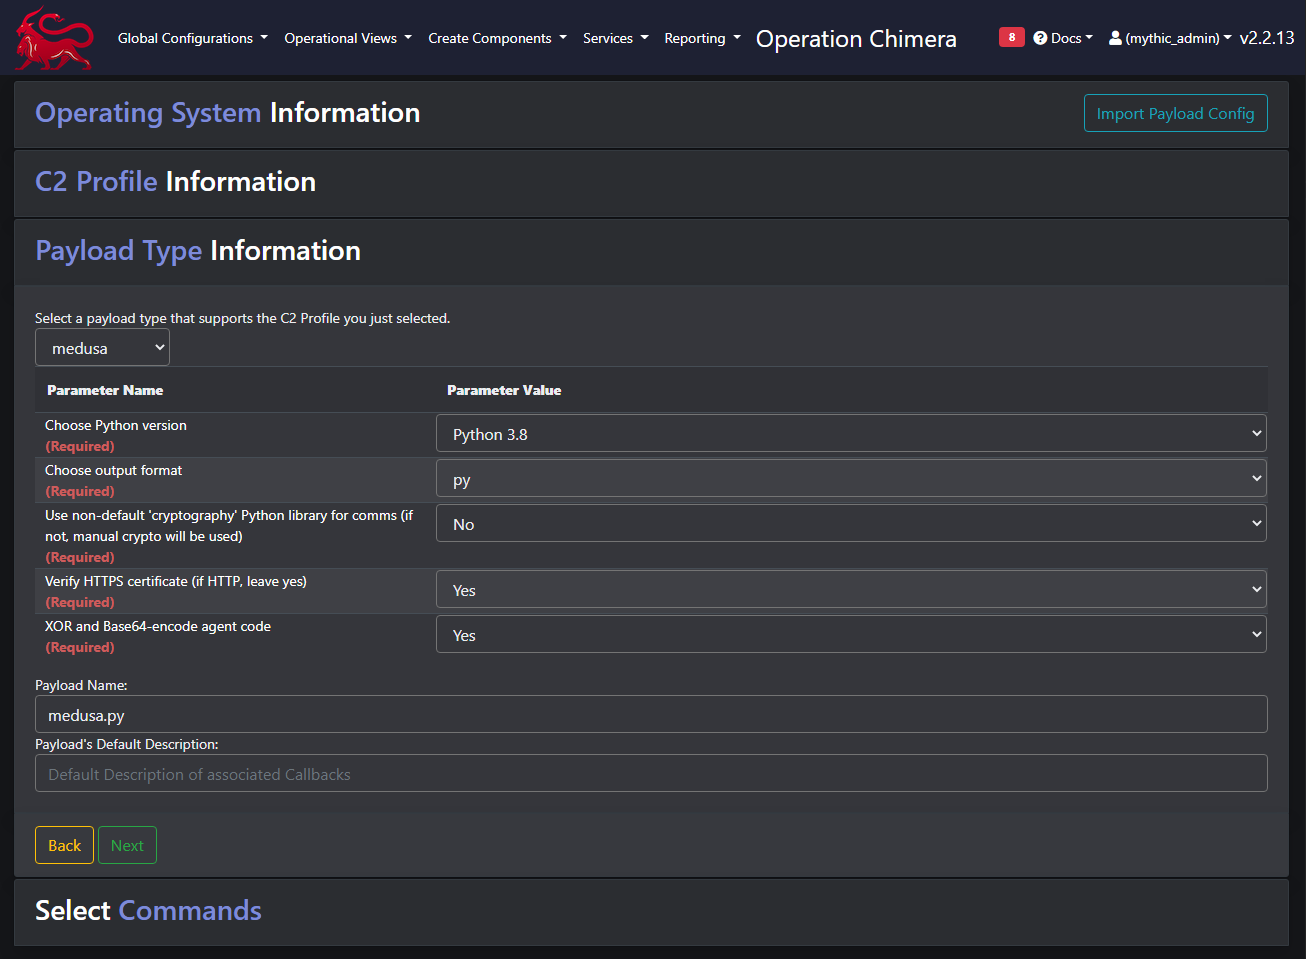 Global Configurations Operational Views Create Components Services Reporting Operation Chimera 8 Docs (mythic_admin) v2.2.13
Operating System Information Import Payload Config
C2 Profile Information
Payload Type Information
Select a payload type that supports the C2 Profile you just selected.
medusa
Parameter Name Parameter Value
Choose Python version
(Required)
Python 3.8
Choose output format
(Required)
py
Use non-default 'cryptography' Python library for comms (if
not, manual crypto will be used)
(Required)
No
Verify HTTPS certificate (if HTTP, leave yes)
(Required)
Yes
XOR and Base64-encode agent code
(Required)
Yes
Payload Name:
medusa.py
Payload's Default Description:
Default Description of associated Callbacks
Back Next
Select Commands